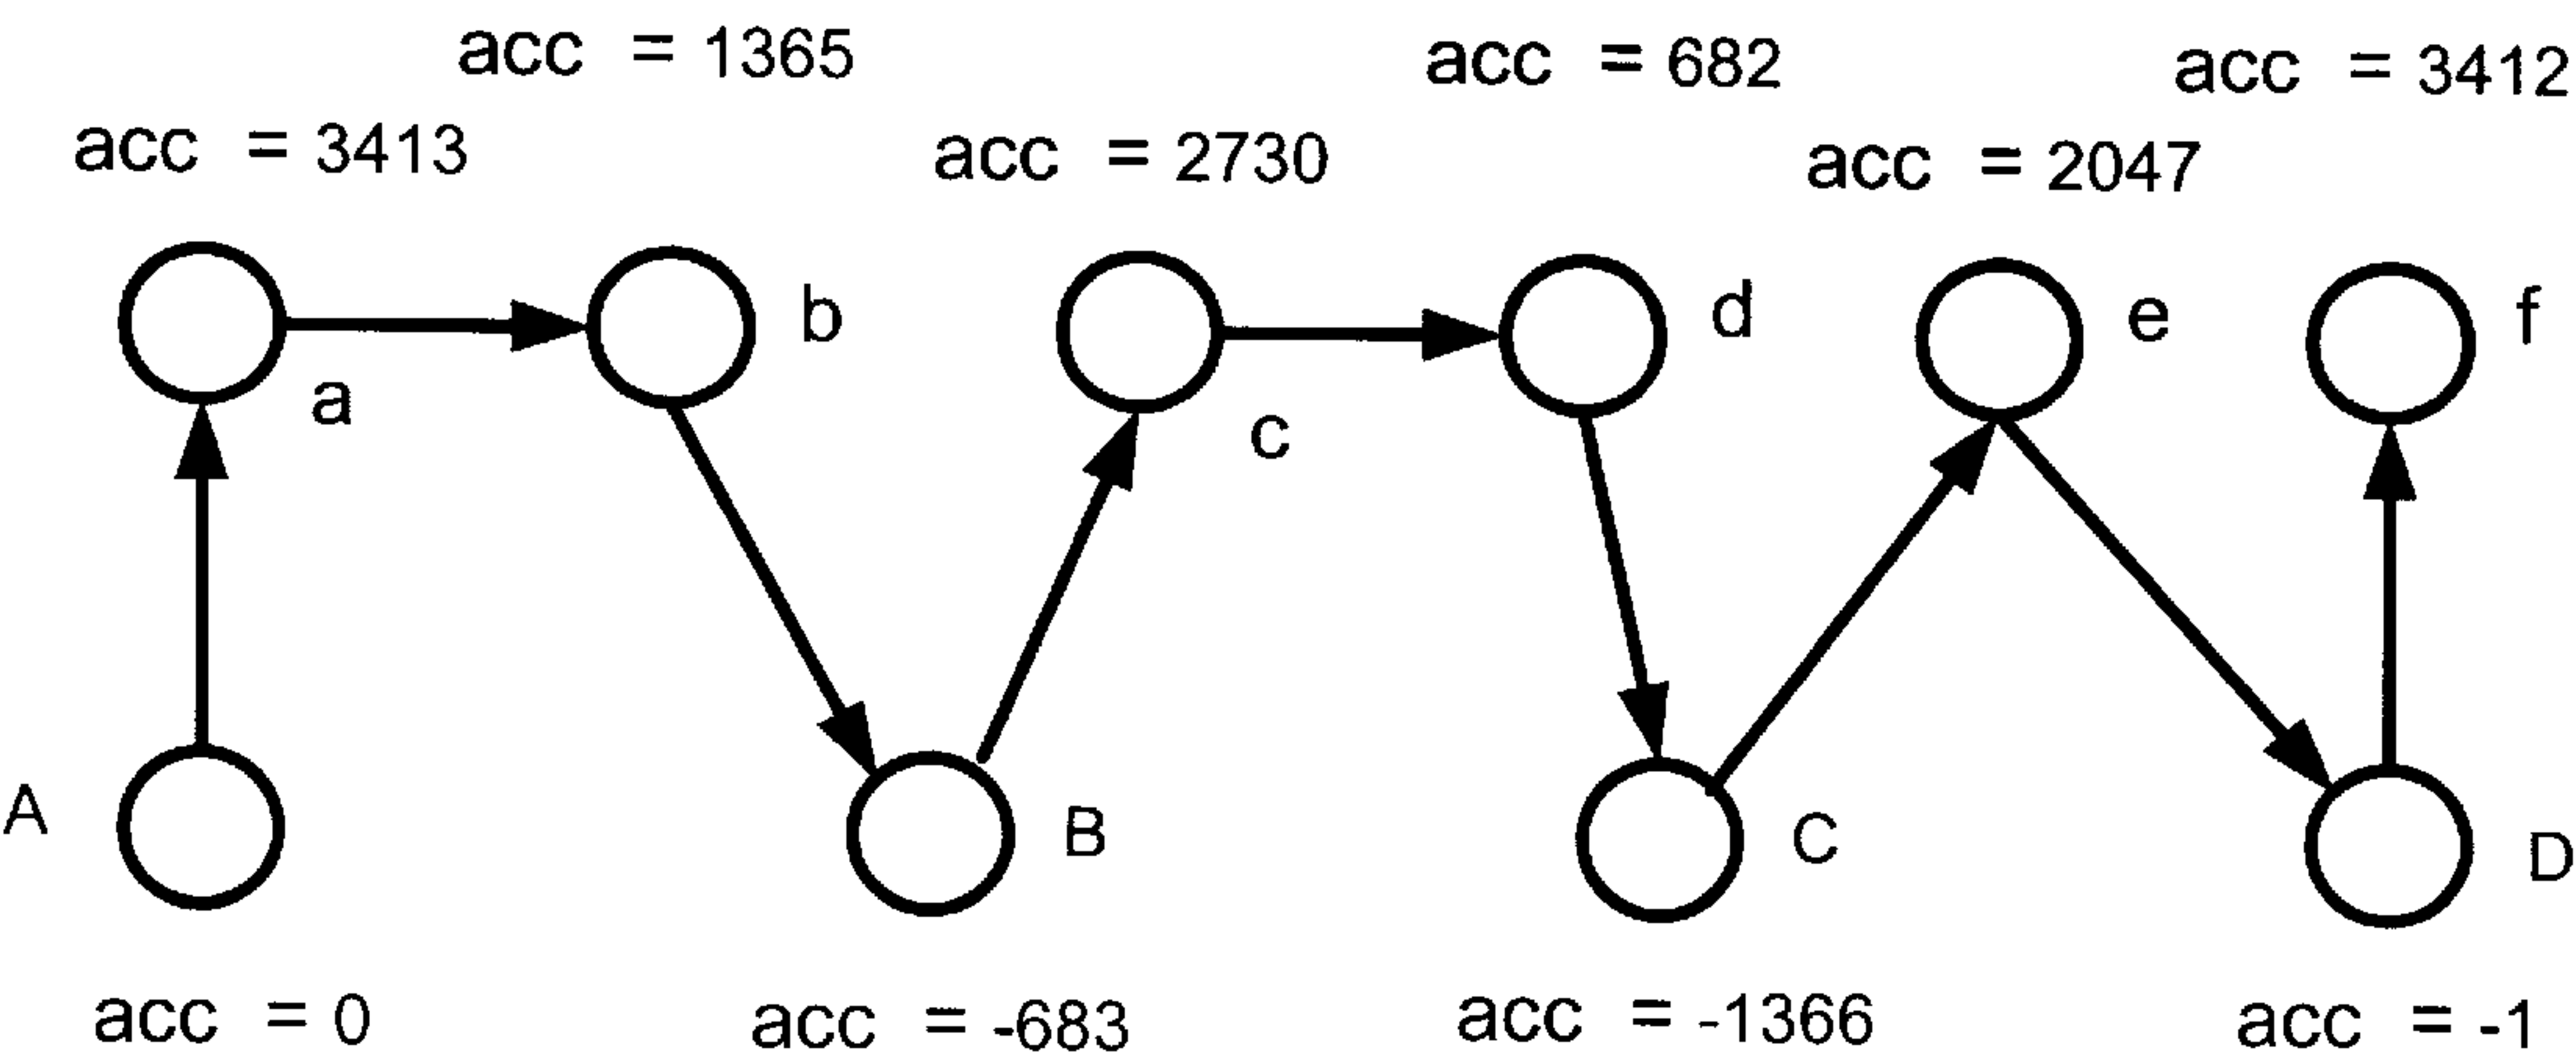 acc = 1365
acc = 682
acc = 3412
acc = 3413
acc = 2730
acc = 2047
b
d
e
f
a
c
A
B
C
D
acc = 0
acc = -683
acc = -1366
acc = -1